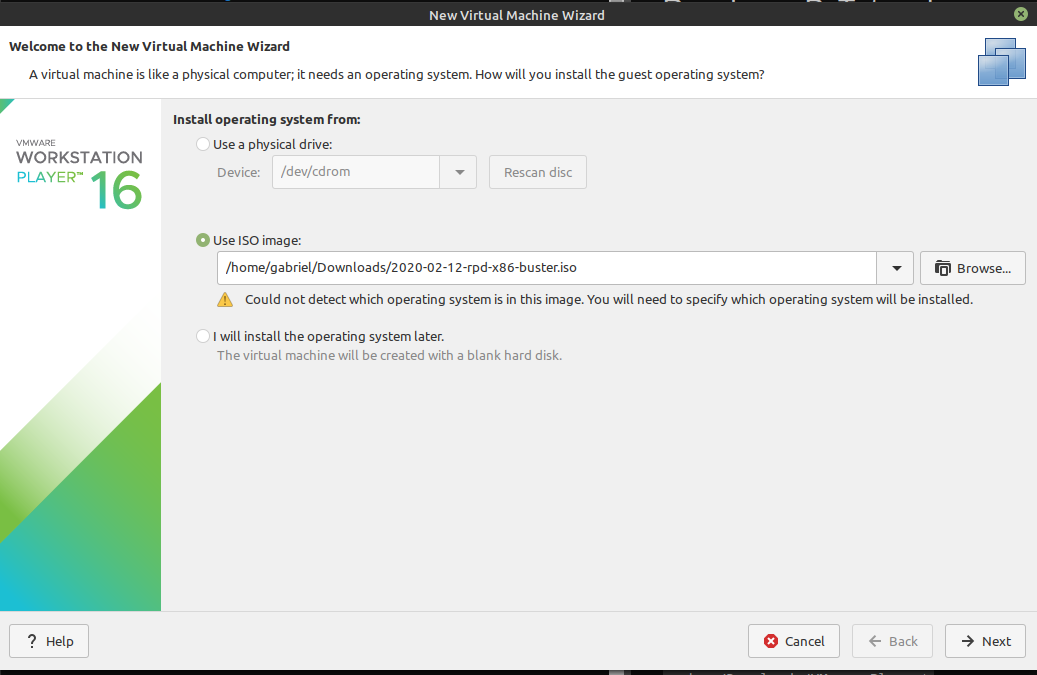 New Virtual Machine Wizard
Welcome to the New Virtual Machine Wizard
A virtual machine is like a physical computer; it needs an operating system. How will you install the guest operating system?
VMWARE
WORKSTATION
PLAYER™ 16
Install operating system from:
Use a physical drive:
Device: /dev/cdrom Rescan disc
Use ISO image:
/home/gabriel/Downloads/2020-02-12-rpd-x86-buster.iso Browse...
Could not detect which operating system is in this image. You will need to specify which operating system will be installed.
I will install the operating system later.
The virtual machine will be created with a blank hard disk.
? Help Cancel Back Next